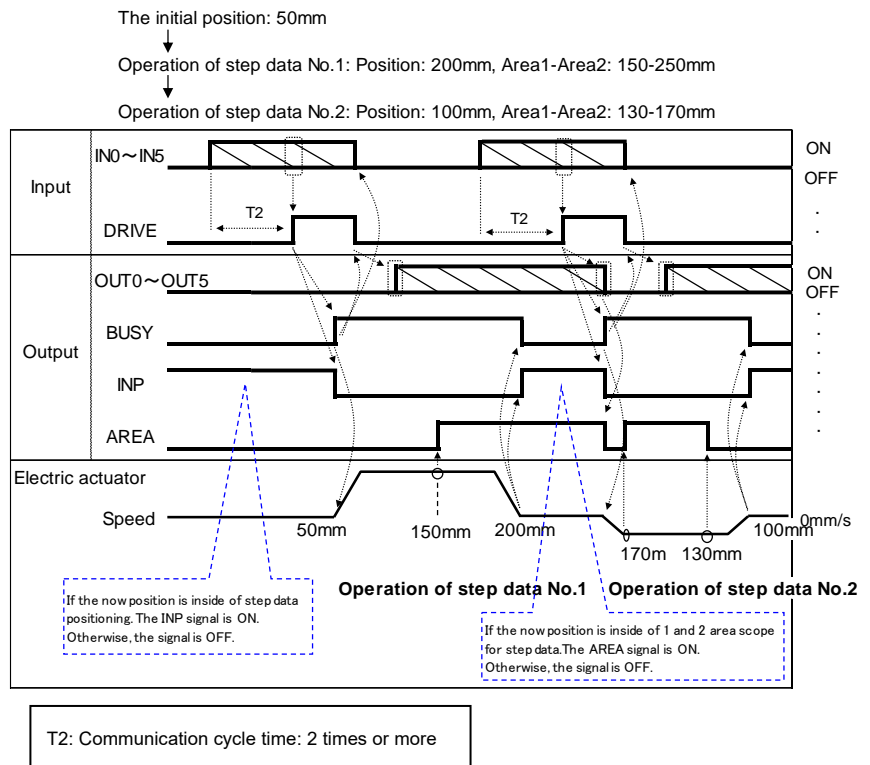 The initial position: 50mm
Operation of step data No.1: Position: 200mm, Area1-Area2: 150-250mm
Operation of step data No.2: Position: 100mm, Area1-Area2: 130-170mm
Input
IN0～IN5
ON
OFF
T2
T2
DRIVE
Output
OUT0～OUT5
ON
OFF
BUSY
INP
AREA
Electric actuator
Speed
0mm/s
50mm
150mm
200mm
170m
130mm
100mm
Operation of step data No.1
Operation of step data No.2
If the now position is inside of step data
positioning. The INP signal is ON.
Otherwise, the signal is OFF.
If the now position is inside of 1 and 2 area scope
for step data.The AREA signal is ON.
Otherwise, the signal is OFF.
T2: Communication cycle time: 2 times or more